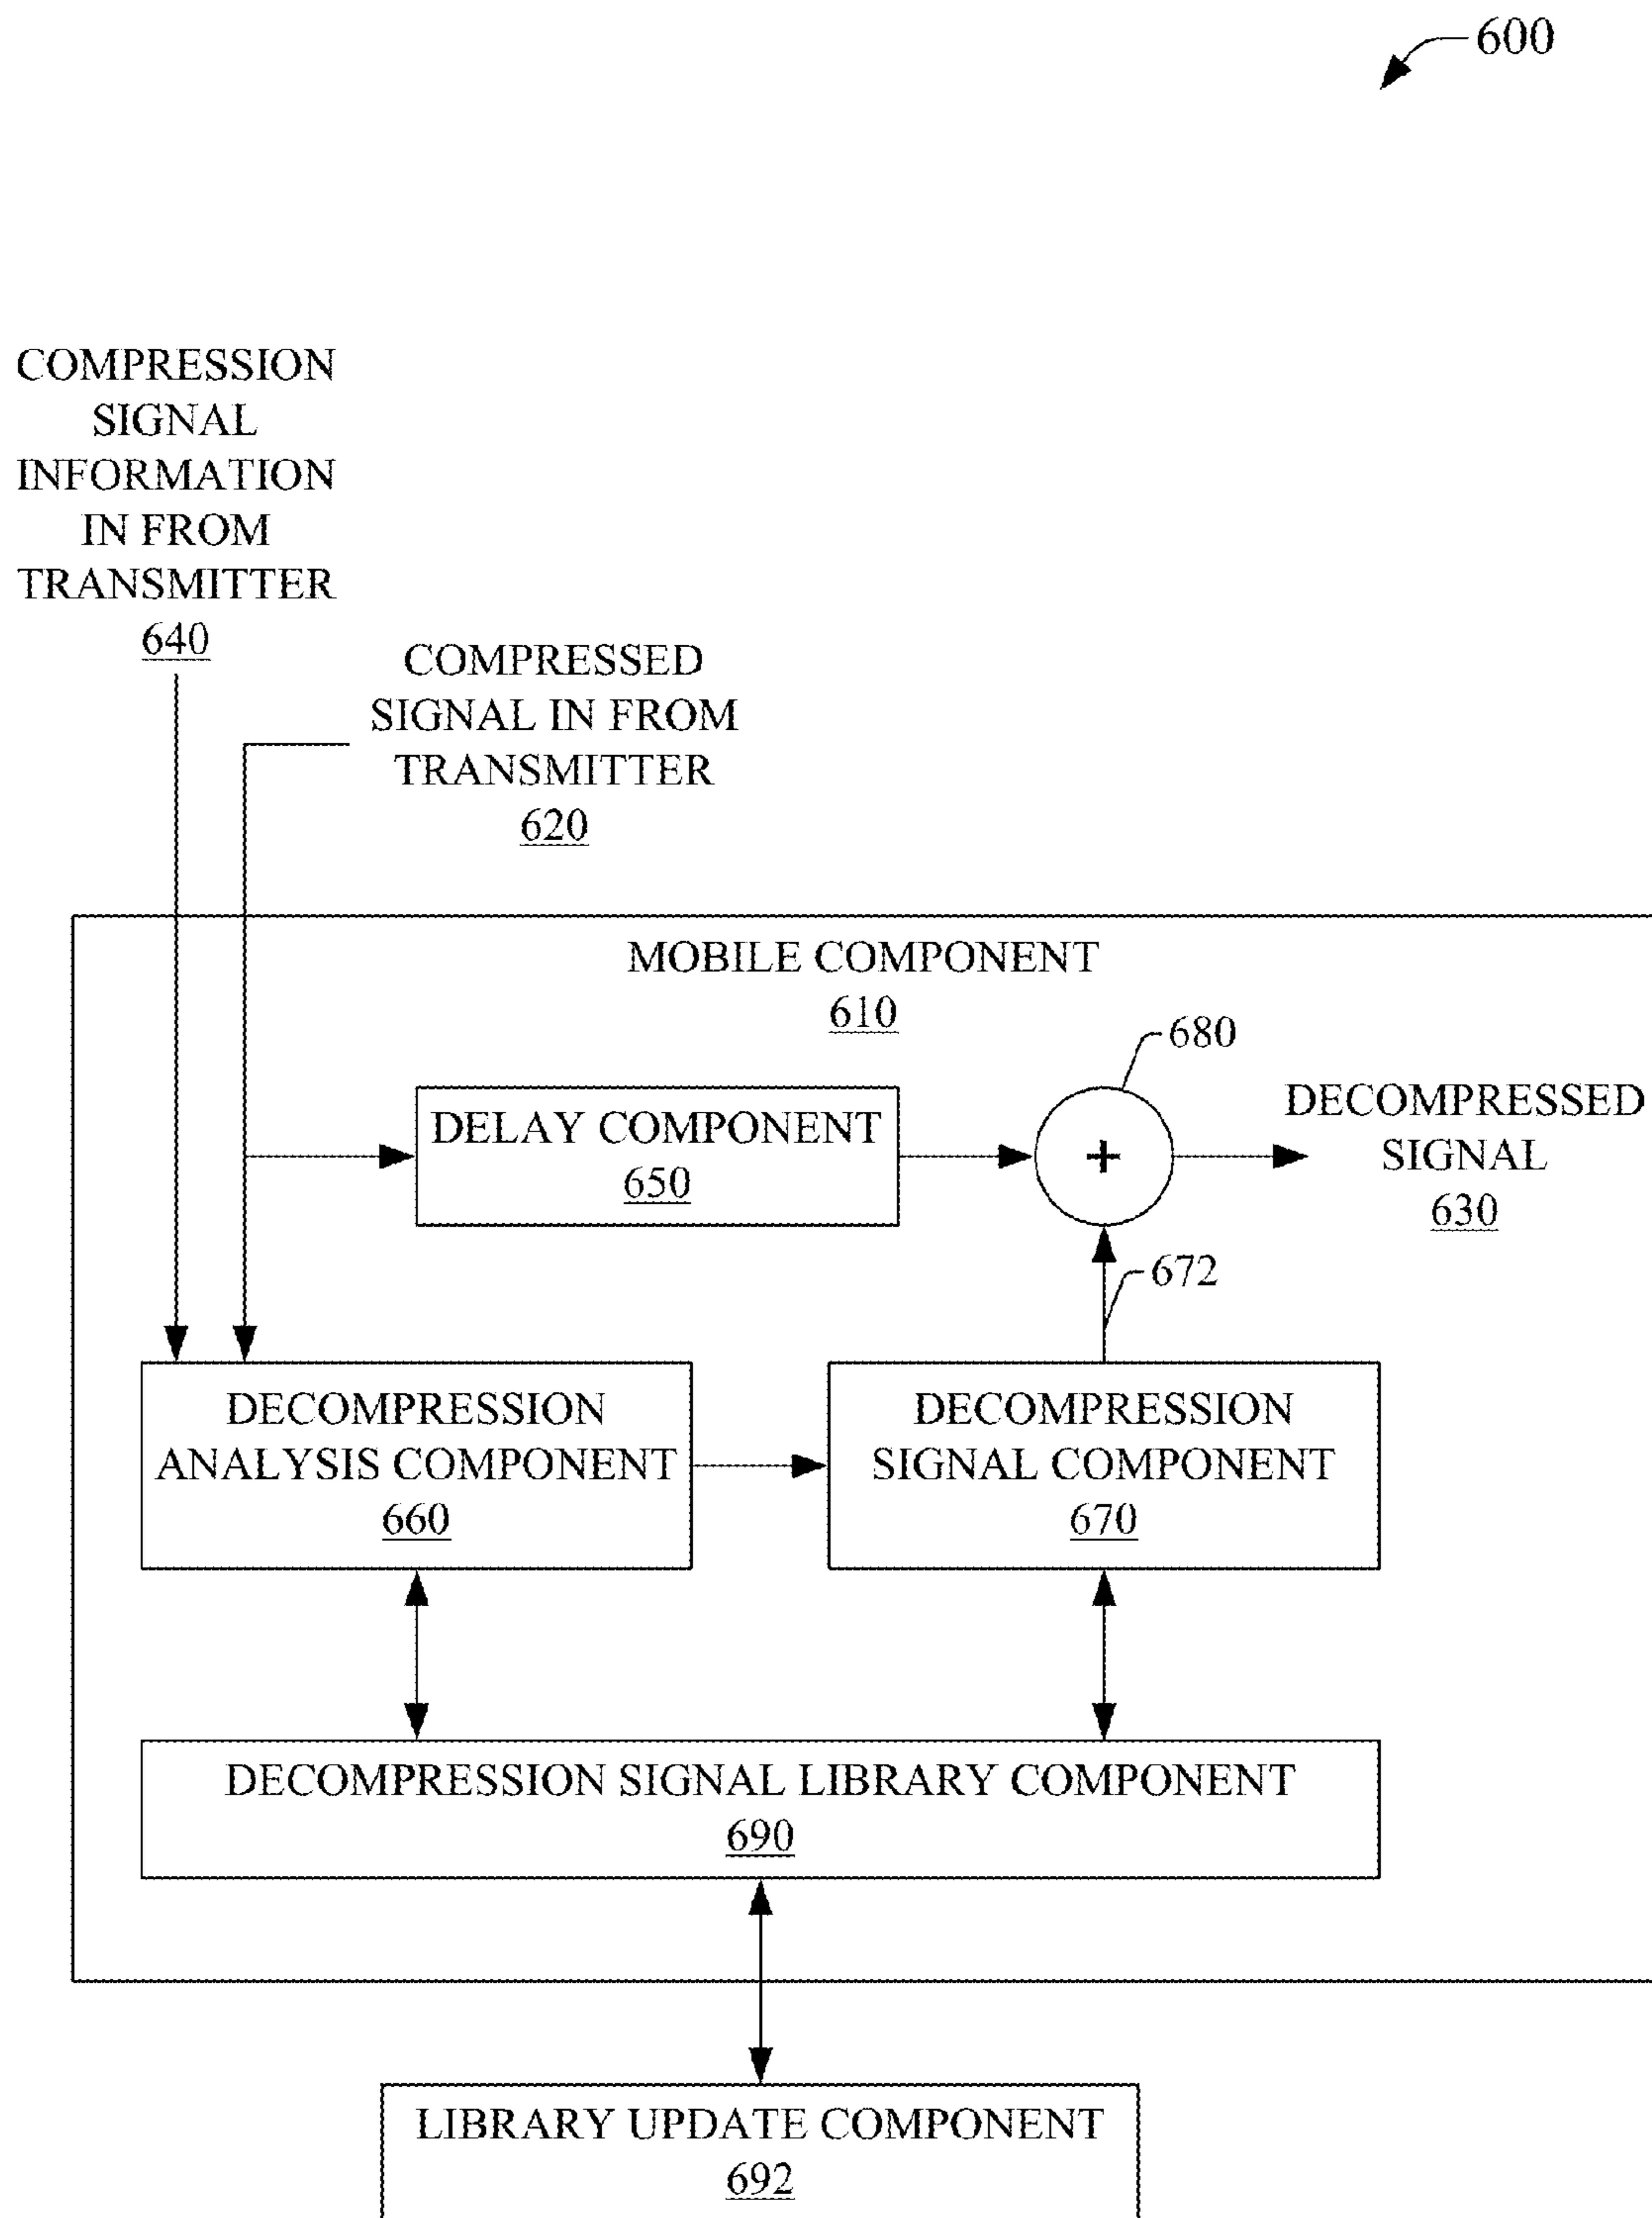 600
COMPRESSION
SIGNAL
INFORMATION
IN FROM
TRANSMITTER
640
COMPRESSED
SIGNAL IN FROM
TRANSMITTER
620
MOBILE COMPONENT
610
680
DELAY COMPONENT
650
+
DECOMPRESSED
SIGNAL
630
672
DECOMPRESSION
ANALYSIS COMPONENT
660
DECOMPRESSION
SIGNAL COMPONENT
670
DECOMPRESSION SIGNAL LIBRARY COMPONENT
690
LIBRARY UPDATE COMPONENT
692